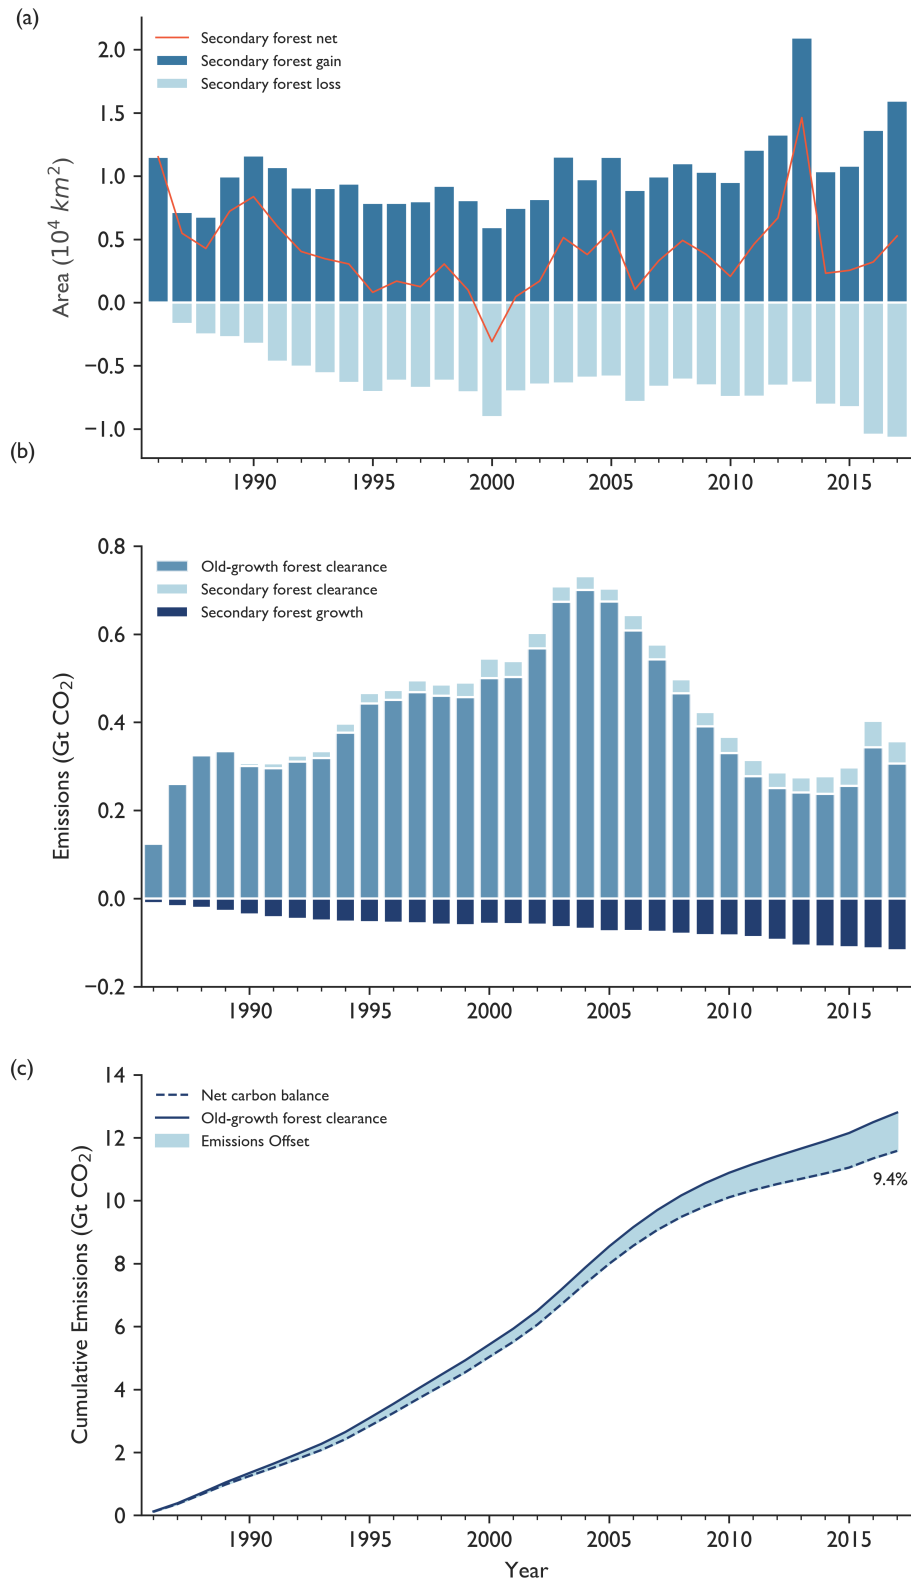 (a)
Secondary forest net
Secondary forest gain
Secondary forest loss
2.0
1.5
1.0
0.5
0.0
−0.5
−1.0
Area (10⁴ km²)
1990 1995 2000 2005 2010 2015
(b)
Old-growth forest clearance
Secondary forest clearance
Secondary forest growth
0.8
0.6
0.4
0.2
0.0
−0.2
Emissions (Gt CO₂)
1990 1995 2000 2005 2010 2015
(c)
Net carbon balance
Old-growth forest clearance
Emissions Offset
14
12
10
8
6
4
2
0
Cumulative Emissions (Gt CO₂)
9.4%
1990 1995 2000 2005 2010 2015
Year